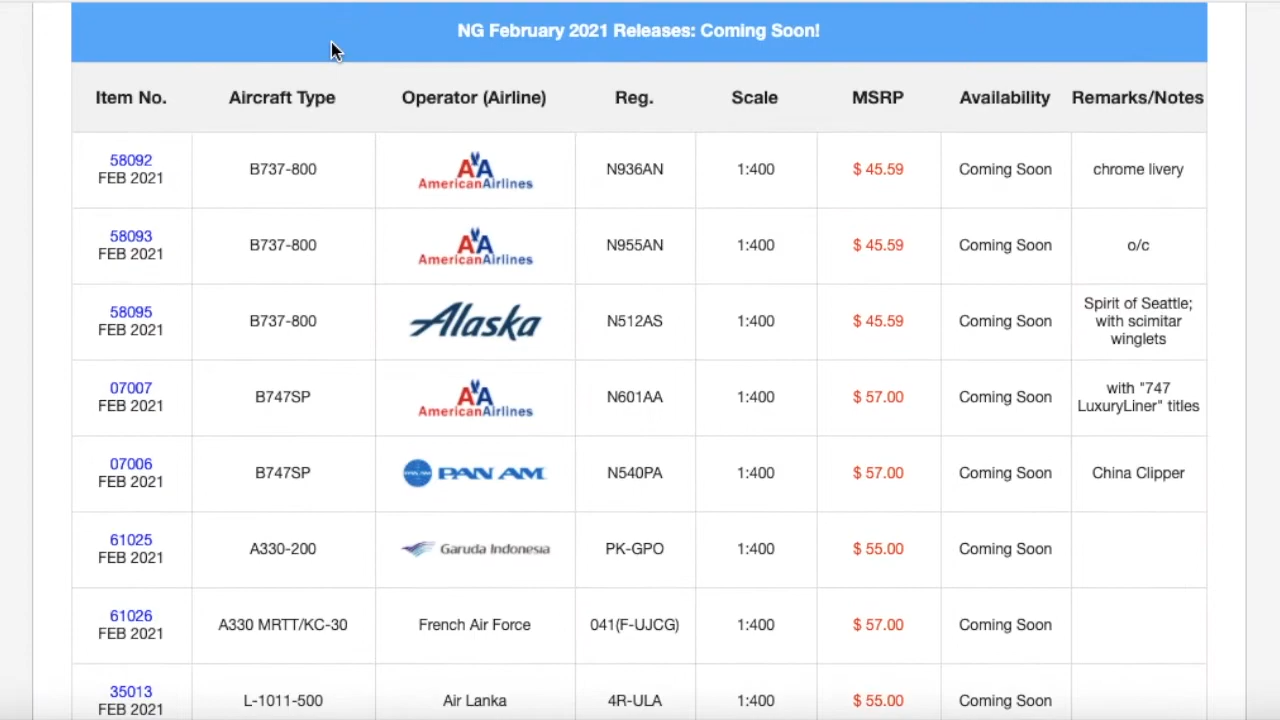 NG February 2021 Releases: Coming Soon!
Item No. Aircraft Type Operator (Airline) Reg. Scale MSRP Availability Remarks/Notes
58092
FEB 2021 B737-800 AmericanAirlines N936AN 1:400 $ 45.59 Coming Soon chrome livery
58093
FEB 2021 B737-800 AmericanAirlines N955AN 1:400 $ 45.59 Coming Soon o/c
58095
FEB 2021 B737-800 Alaska N512AS 1:400 $ 45.59 Coming Soon Spirit of Seattle;
with scimitar
winglets
07007
FEB 2021 B747SP AmericanAirlines N601AA 1:400 $ 57.00 Coming Soon with "747
LuxuryLiner" titles
07006
FEB 2021 B747SP PAN AM N540PA 1:400 $ 57.00 Coming Soon China Clipper
61025
FEB 2021 A330-200 Garuda Indonesia PK-GPO 1:400 $ 55.00 Coming Soon
61026
FEB 2021 A330 MRTT/KC-30 French Air Force 041(F-UJCG) 1:400 $ 57.00 Coming Soon
35013
FEB 2021 L-1011-500 Air Lanka 4R-ULA 1:400 $ 55.00 Coming Soon